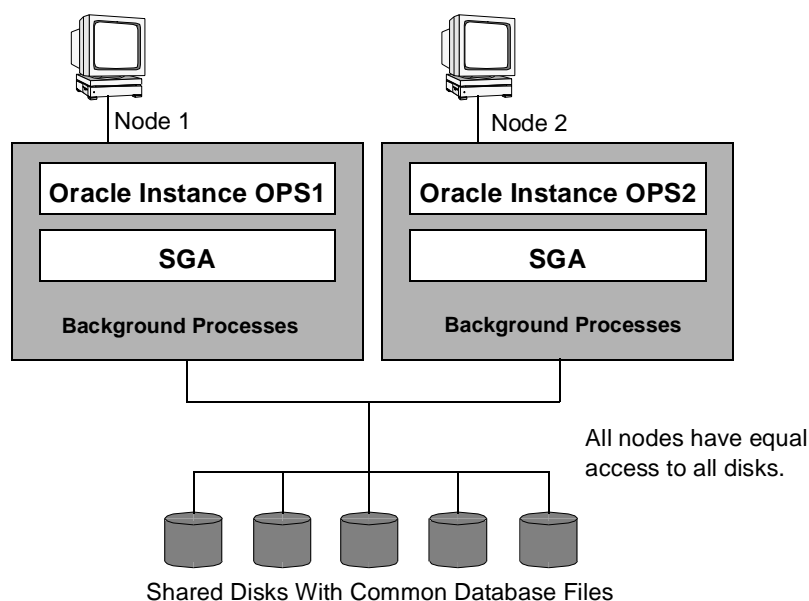 Node 1
Node 2
Oracle Instance OPS1
SGA
Background Processes
Oracle Instance OPS2
SGA
Background Processes
All nodes have equal
access to all disks.
Shared Disks With Common Database Files